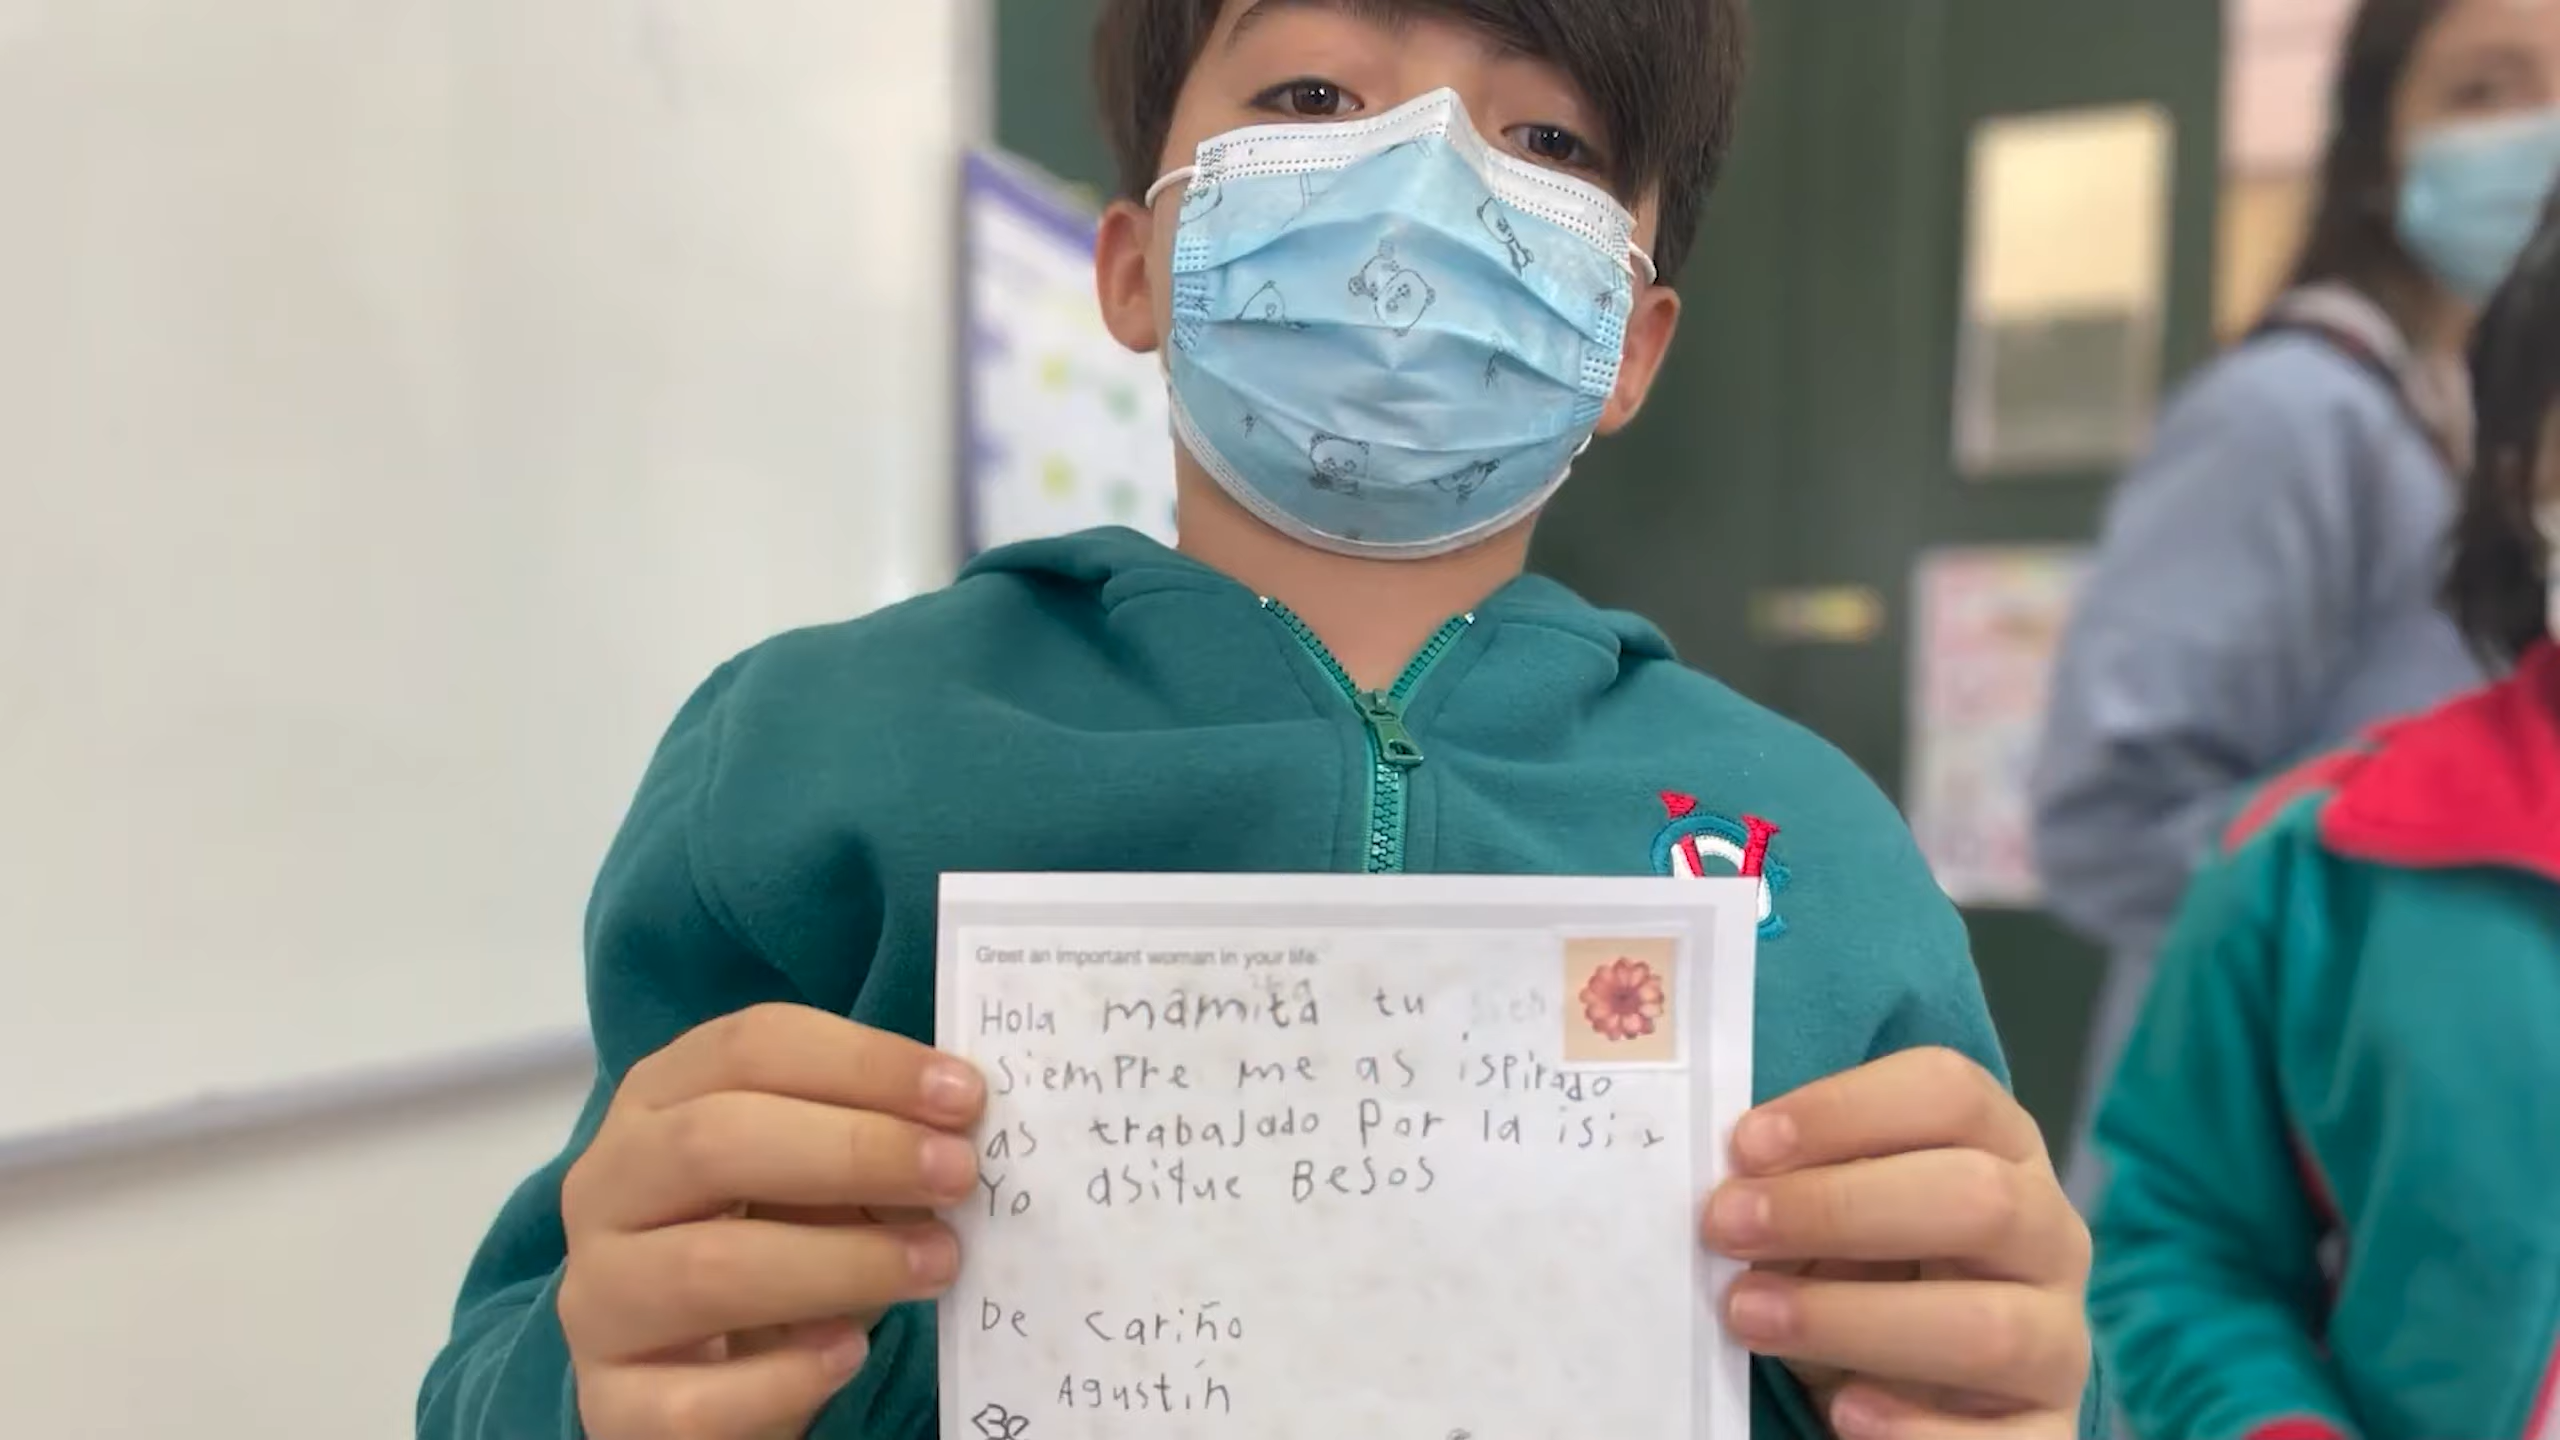 Greet an important woman in your life.
Hola mamita tu
siempre me as ispirado
as trabajado por la isi y
Yo asique Besos
De cariño
Agustín